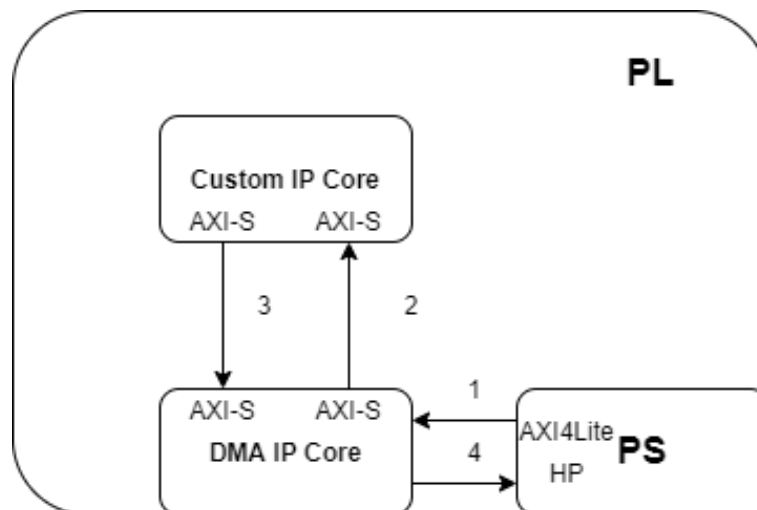 PL
Custom IP Core
AXI-S AXI-S
3 2
1
AXI-S AXI-S
AXI4Lite
DMA IP Core
4
PS
HP